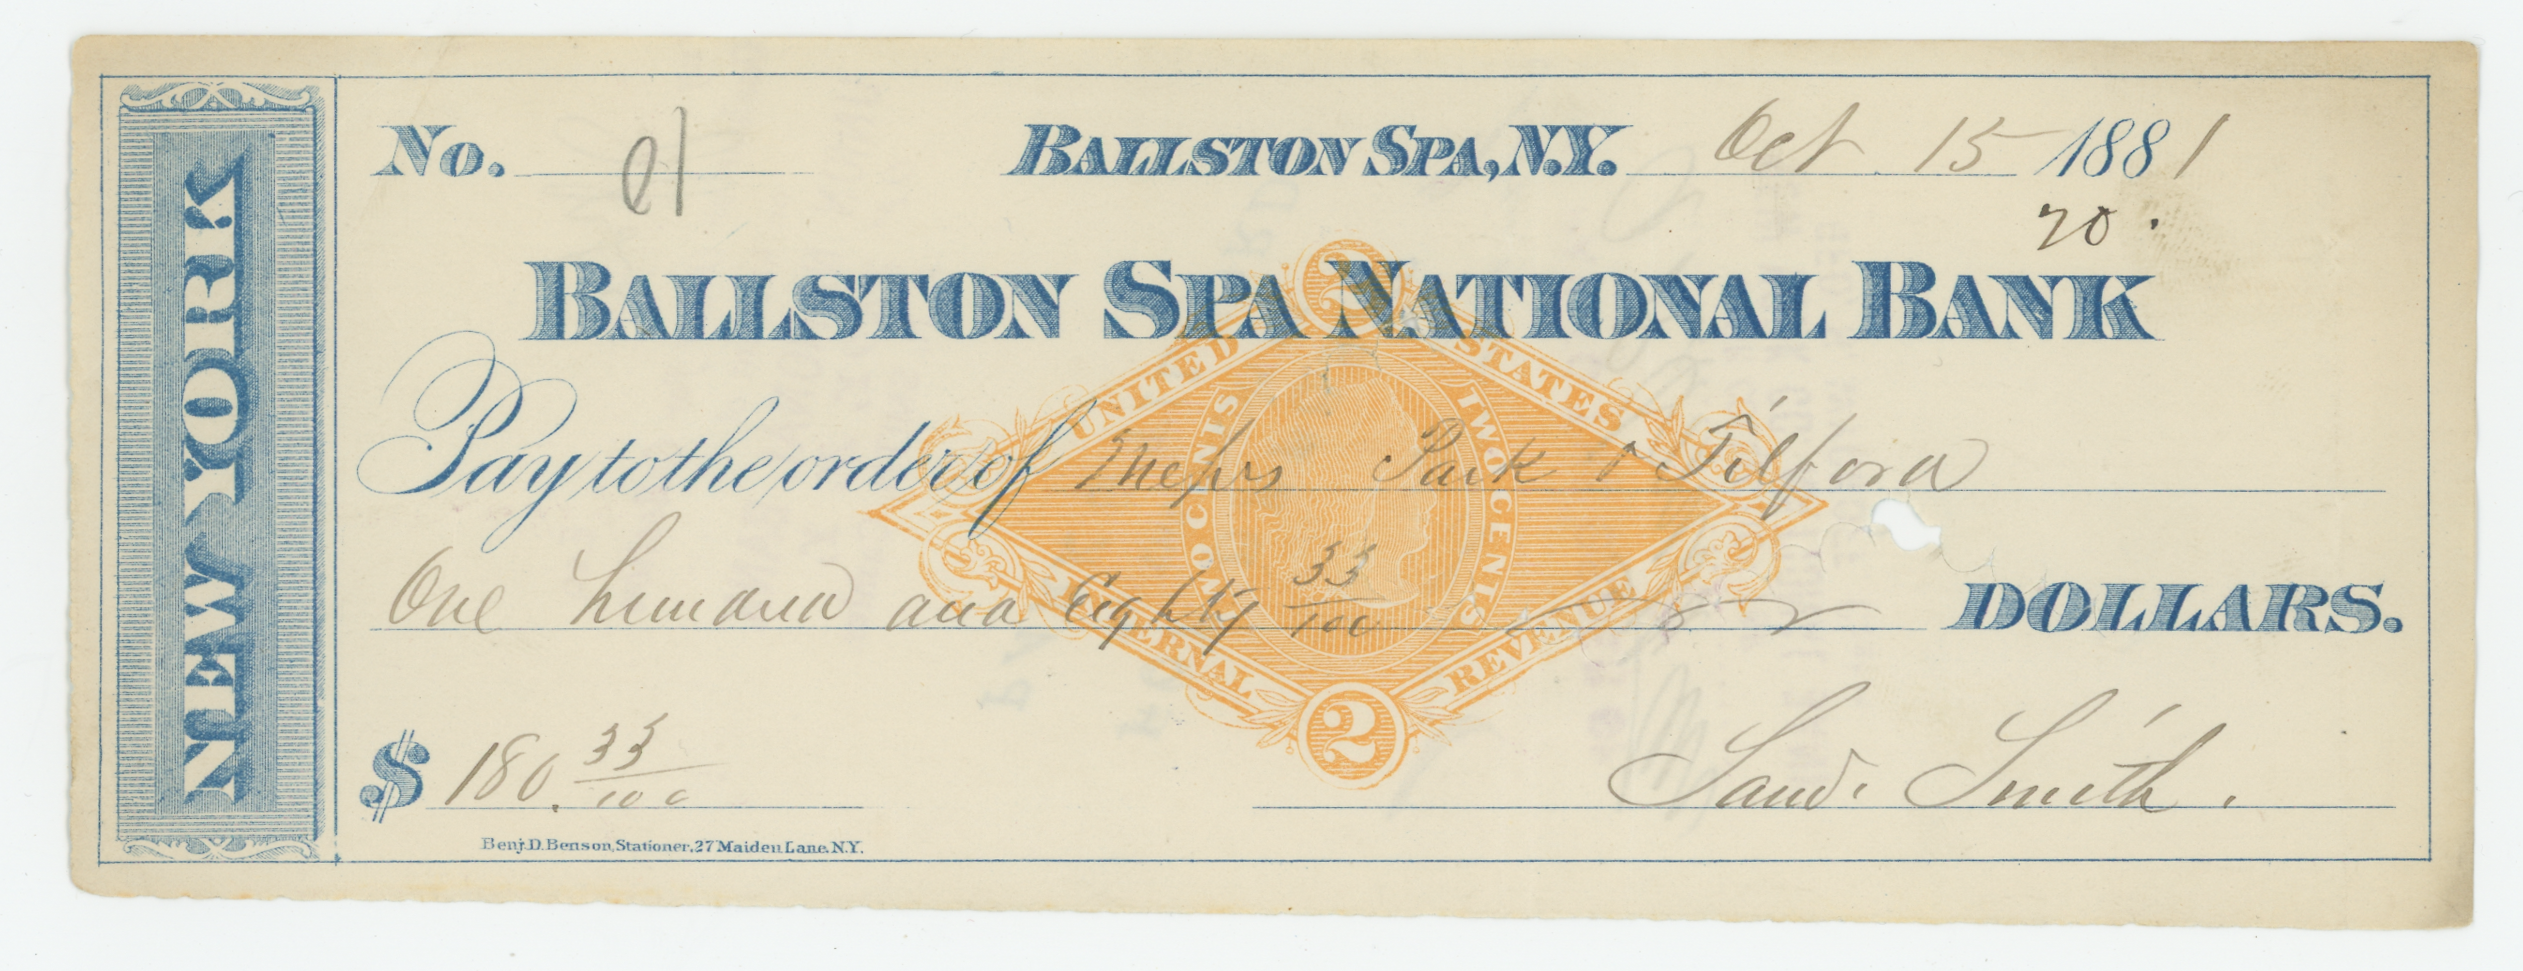 NEW YORK
No. 01
BALLSTON SPA, N.Y. Oct 15 1881
20.
BALLSTON SPA NATIONAL BANK
Pay to the order of Messrs Park & Tilford
One hundred and Eighty 33/100 DOLLARS.
$ 180.33/100
Saml. Smith.
Benj. D. Benson, Stationer, 27 Maiden Lane, N.Y.
2
UNITED STATES
TWO CENTS TWO CENTS
INTERNAL REVENUE
2